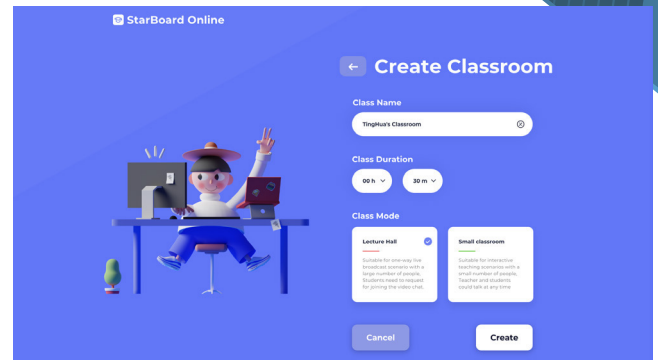 StarBoard Online
Create Classroom
Class Name
TingHua's Classroom
Class Duration
00 h
30 m
Class Mode
Lecture Hall
Suitable for one-way live
broadcast scenario with a
large number of people,
Students need to request
for joining the video chat.
Small classroom
Suitable for interactive
teaching scenarios with a
small number of people,
Teacher and students
could talk at any time
Cancel
Create